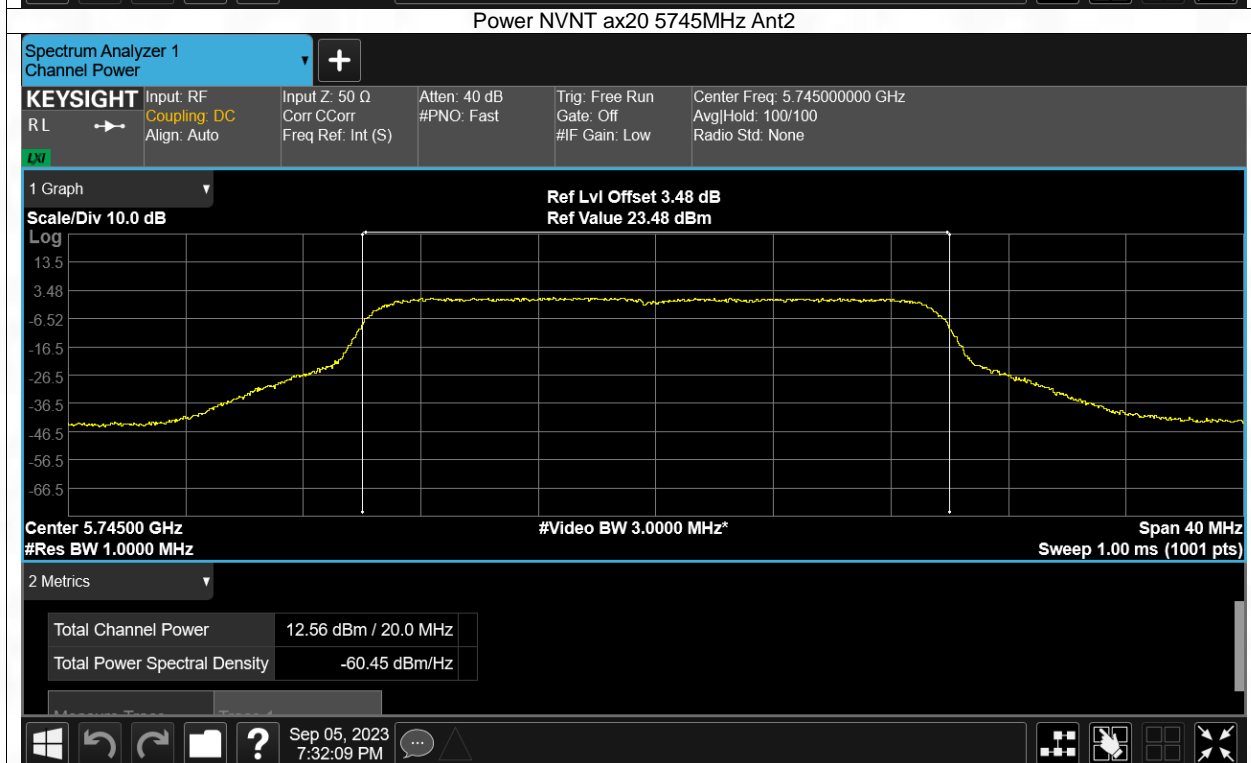 Power NVNT ax20 5745MHz Ant2
Spectrum Analyzer 1
Channel Power
KEYSIGHT
RL
LXI
Input: RF
Coupling: DC
Align: Auto
Input Z: 50 Ω
Corr CCorr
Freq Ref: Int (S)
Atten: 40 dB
#PNO: Fast
Trig: Free Run
Gate: Off
#IF Gain: Low
Center Freq: 5.745000000 GHz
Avg|Hold: 100/100
Radio Std: None
1 Graph
Scale/Div 10.0 dB
Ref Lvl Offset 3.48 dB
Ref Value 23.48 dBm
Log
13.5
3.48
-6.52
-16.5
-26.5
-36.5
-46.5
-56.5
-66.5
Center 5.74500 GHz
#Video BW 3.0000 MHz*
Span 40 MHz
#Res BW 1.0000 MHz
Sweep 1.00 ms (1001 pts)
2 Metrics
Total Channel Power 12.56 dBm / 20.0 MHz
Total Power Spectral Density -60.45 dBm/Hz
Sep 05, 2023
7:32:09 PM